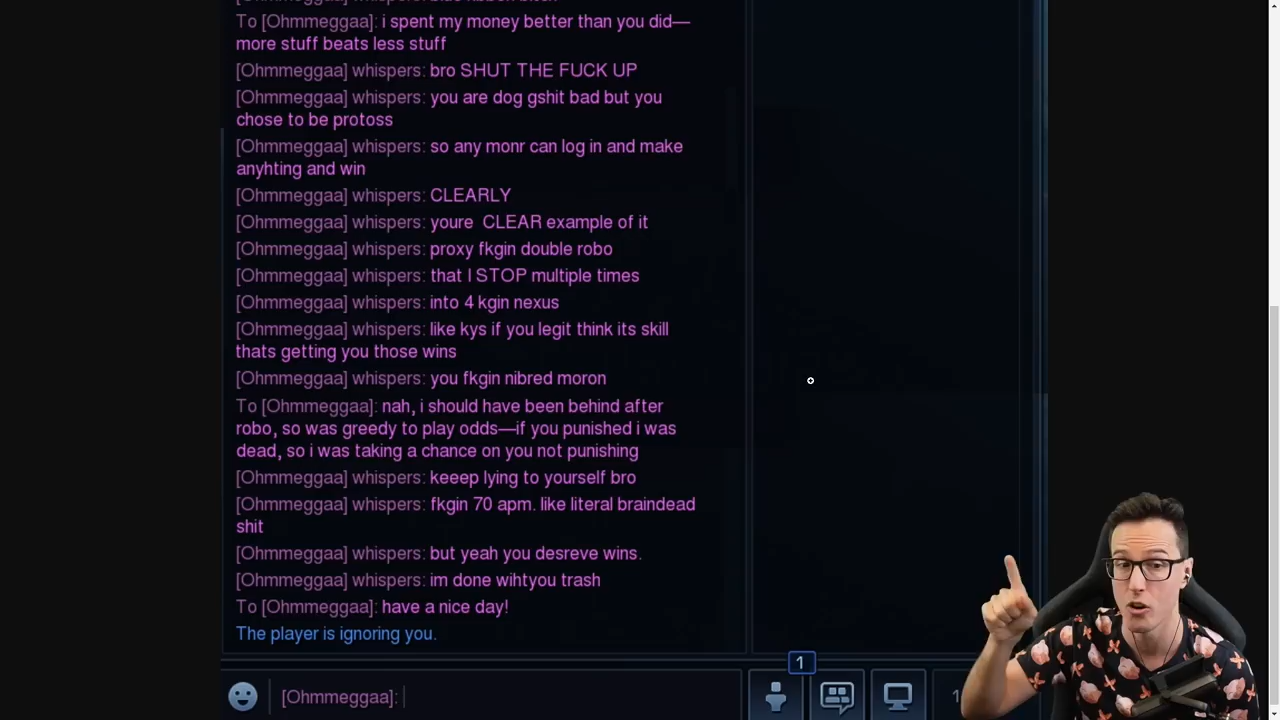 To [Ohmmeggaa]: i spent my money better than you did—
more stuff beats less stuff
[Ohmmeggaa] whispers: bro SHUT THE FUCK UP
[Ohmmeggaa] whispers: you are dog gshit bad but you
chose to be protoss
[Ohmmeggaa] whispers: so any monr can log in and make
anyhting and win
[Ohmmeggaa] whispers: CLEARLY
[Ohmmeggaa] whispers: youre  CLEAR example of it
[Ohmmeggaa] whispers: proxy fkgin double robo
[Ohmmeggaa] whispers: that I STOP multiple times
[Ohmmeggaa] whispers: into 4 kgin nexus
[Ohmmeggaa] whispers: like kys if you legit think its skill
thats getting you those wins
[Ohmmeggaa] whispers: you fkgin nibred moron
To [Ohmmeggaa]: nah, i should have been behind after
robo, so was greedy to play odds—if you punished i was
dead, so i was taking a chance on you not punishing
[Ohmmeggaa] whispers: keeep lying to yourself bro
[Ohmmeggaa] whispers: fkgin 70 apm. like literal braindead
shit
[Ohmmeggaa] whispers: but yeah you desreve wins.
[Ohmmeggaa] whispers: im done wihtyou trash
To [Ohmmeggaa]: have a nice day!
The player is ignoring you.
1
[Ohmmeggaa]:
1